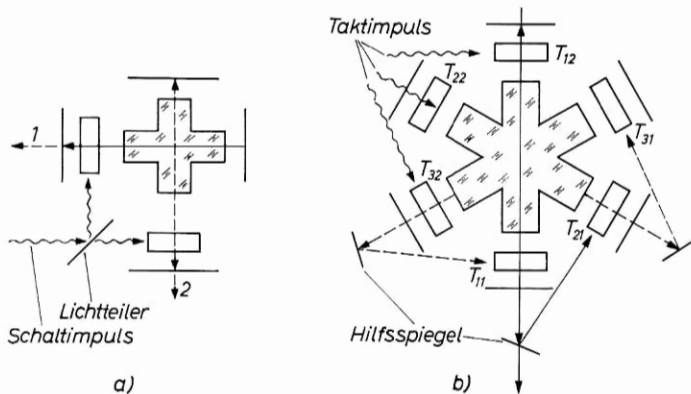 1
2
Lichtteiler
Schaltimpuls
a)
Taktimpuls
T12
T22
T31
T32
T21
T11
Hilfsspiegel
b)